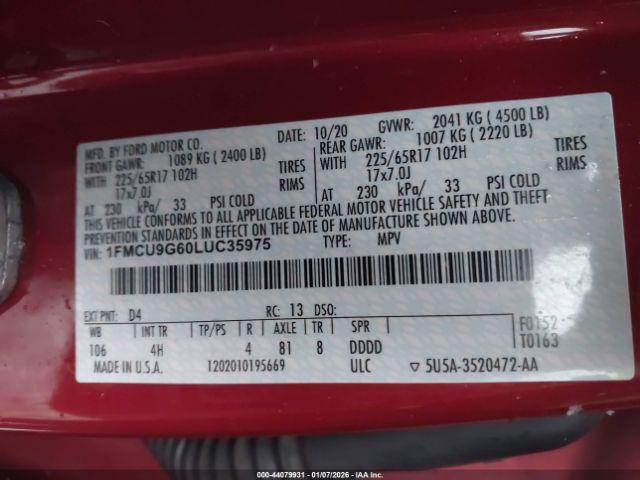 MFD. BY FORD MOTOR CO. DATE: 10/20 GVWR: 2041 KG ( 4500 LB)
FRONT GAWR: 1089 KG ( 2400 LB) REAR GAWR: 1007 KG ( 2220 LB)
WITH 225/65R17 102H TIRES WITH 225/65R17 102H TIRES
17x7.0J RIMS 17x7.0J RIMS
AT 230 kPa/ 33 PSI COLD AT 230 kPa/ 33 PSI COLD
THIS VEHICLE CONFORMS TO ALL APPLICABLE FEDERAL MOTOR VEHICLE SAFETY AND THEFT
PREVENTION STANDARDS IN EFFECT ON THE DATE OF MANUFACTURE SHOWN ABOVE.
VIN: 1FMCU9G60LUC35975 TYPE: MPV
EXT PNT: D4 RC: 13 DSO: F0152
WB INT TR TP/PS R AXLE TR SPR T0163
106 4H 4 81 8 DDDD
MADE IN U.S.A. 1202010195669 ULC ▽ 5U5A-3520472-AA
© IAA - 44079931 - 01/07/2026 - IAA, Inc.